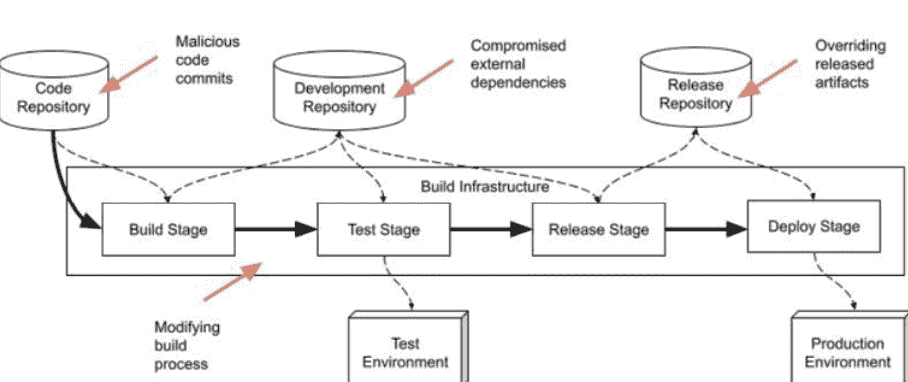 Malicious
code
commits
Compromised
external
dependencies
Overriding
released
artifacts
Code
Repository
Development
Repository
Release
Repository
Build Infrastructure
Build Stage
Test Stage
Release Stage
Deploy Stage
Modifying
build
process
Test
Environment
Production
Environment